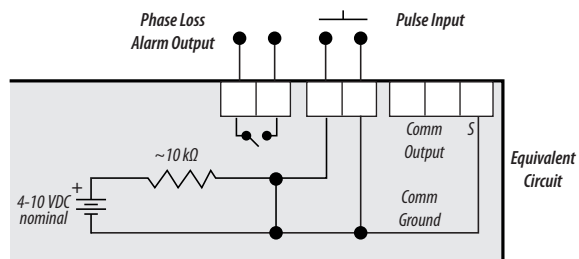 Phase Loss
Alarm Output
Pulse Input
Comm
Output
S
Equivalent
Circuit
~10 kΩ
+
4-10 VDC
nominal
Comm
Ground